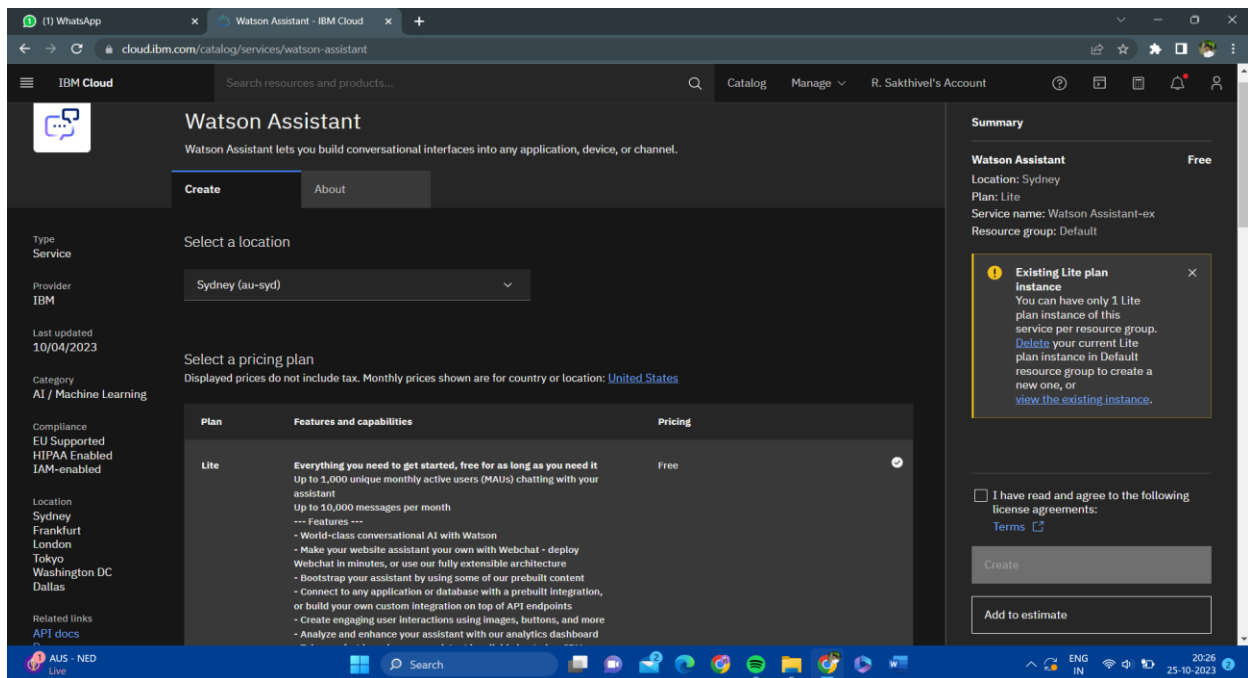 (1) WhatsApp
Watson Assistant - IBM Cloud
cloud.ibm.com/catalog/services/watson-assistant
IBM Cloud
Search resources and products...
Catalog
Manage
R. Sakthivel's Account
Watson Assistant
Watson Assistant lets you build conversational interfaces into any application, device, or channel.
Create
About
Type
Service
Provider
IBM
Last updated
10/04/2023
Category
AI / Machine Learning
Compliance
EU Supported
HIPAA Enabled
IAM-enabled
Location
Sydney
Frankfurt
London
Tokyo
Washington DC
Dallas
Related links
API docs
Select a location
Sydney (au-syd)
Select a pricing plan
Displayed prices do not include tax. Monthly prices shown are for country or location: United States
Plan
Features and capabilities
Pricing
Lite
Everything you need to get started, free for as long as you need it
Free
Up to 1,000 unique monthly active users (MAUs) chatting with your
assistant
Up to 10,000 messages per month
--- Features ---
- World-class conversational AI with Watson
- Make your website assistant your own with Webchat - deploy
Webchat in minutes, or use our fully extensible architecture
- Bootstrap your assistant by using some of our prebuilt content
- Connect to any application or database with a prebuilt integration,
or build your own custom integration on top of API endpoints
- Create engaging user interactions using images, buttons, and more
- Analyze and enhance your assistant with our analytics dashboard
Summary
Watson Assistant
Free
Location: Sydney
Plan: Lite
Service name: Watson Assistant-ex
Resource group: Default
Existing Lite plan
instance
You can have only 1 Lite
plan instance of this
service per resource group.
Delete your current Lite
plan instance in Default
resource group to create a
new one, or
view the existing instance.
I have read and agree to the following
license agreements:
Terms
Create
Add to estimate
AUS - NED
Live
Search
ENG
IN
20:26
25-10-2023
2